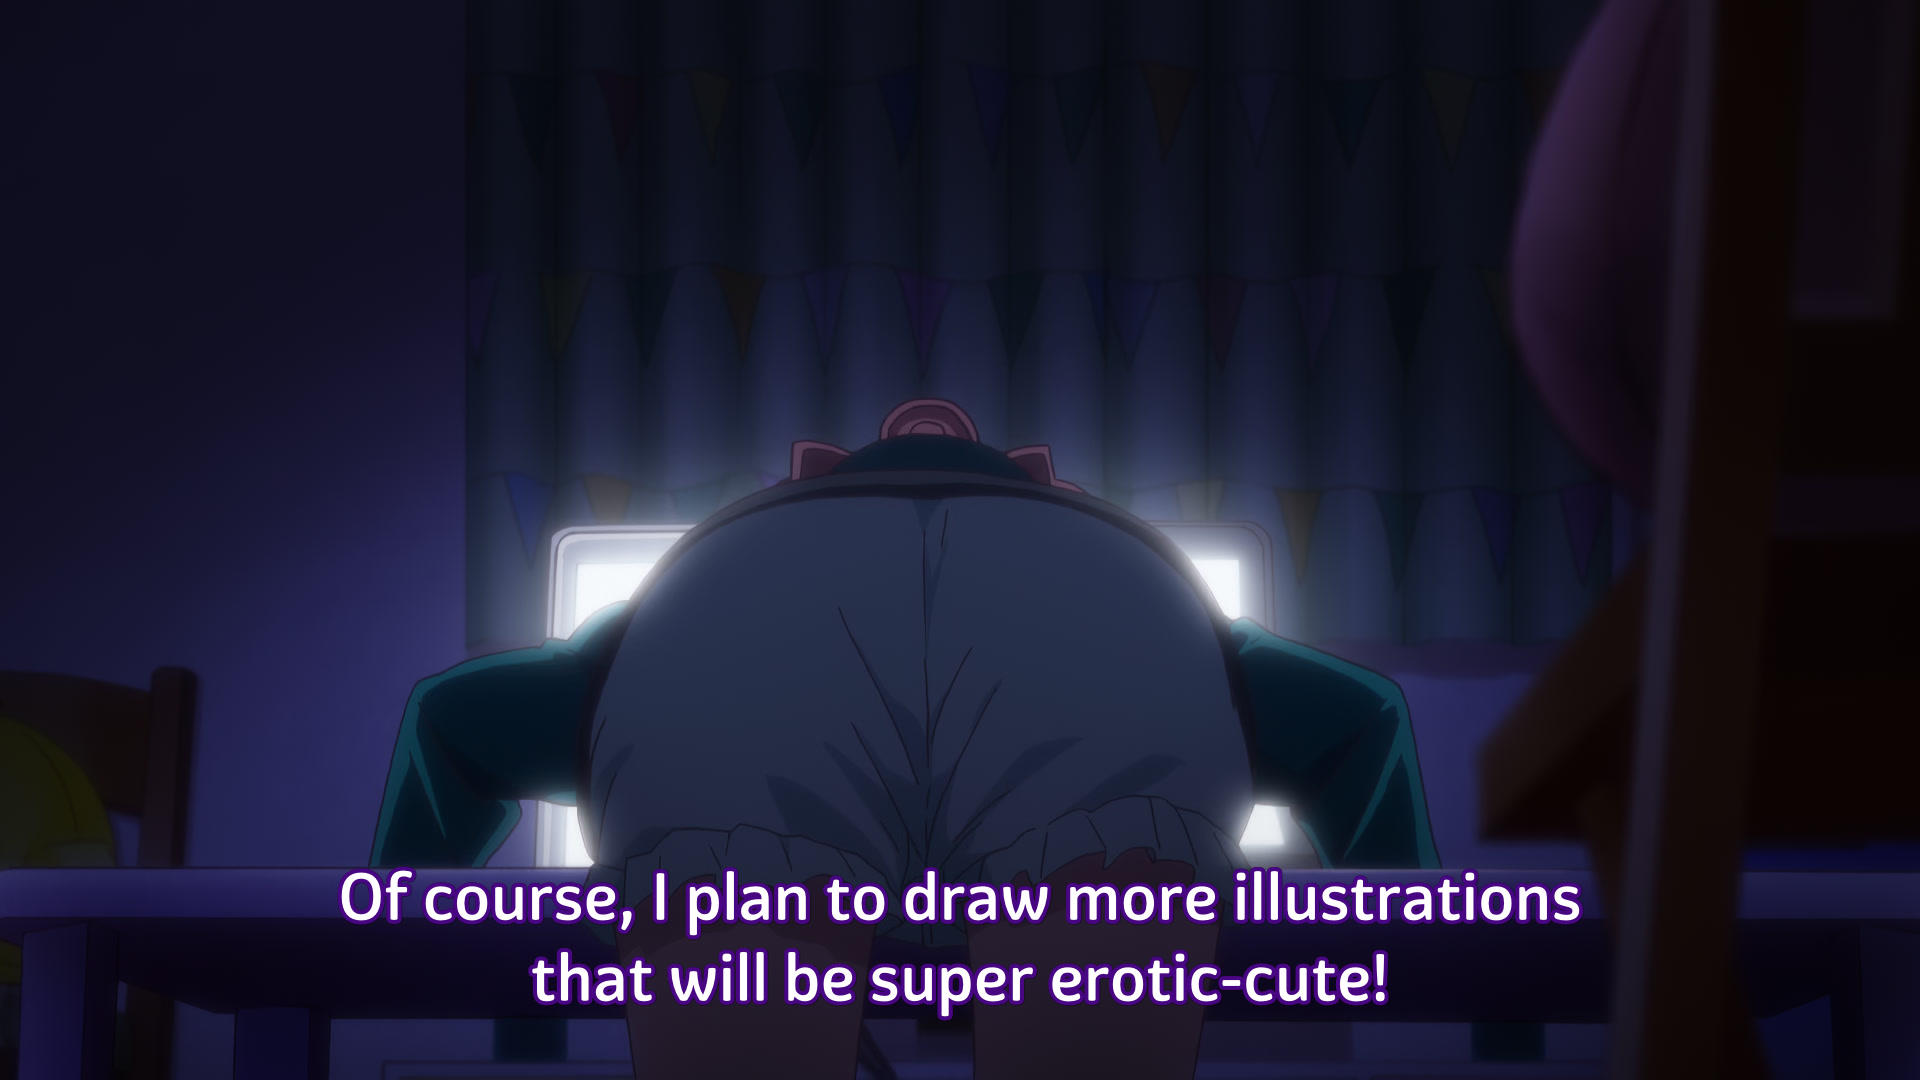 Of course, I plan to draw more illustrations
that will be super erotic-cute!